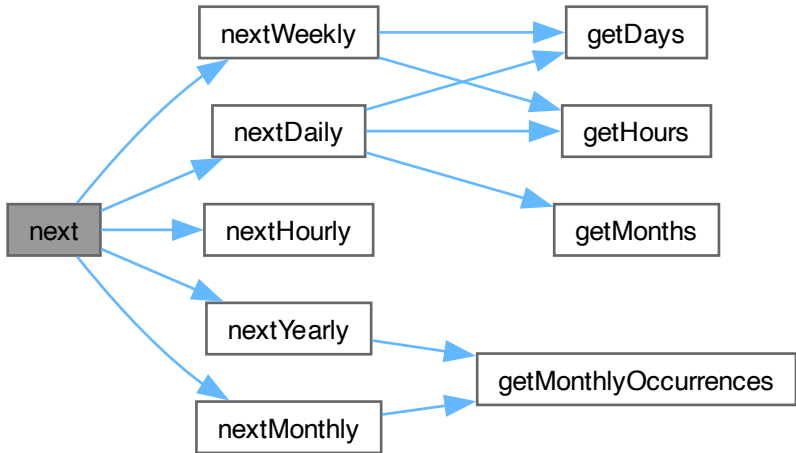 nextWeekly
getDays
nextDaily
getHours
next
nextHourly
getMonths
nextYearly
getMonthlyOccurrences
nextMonthly